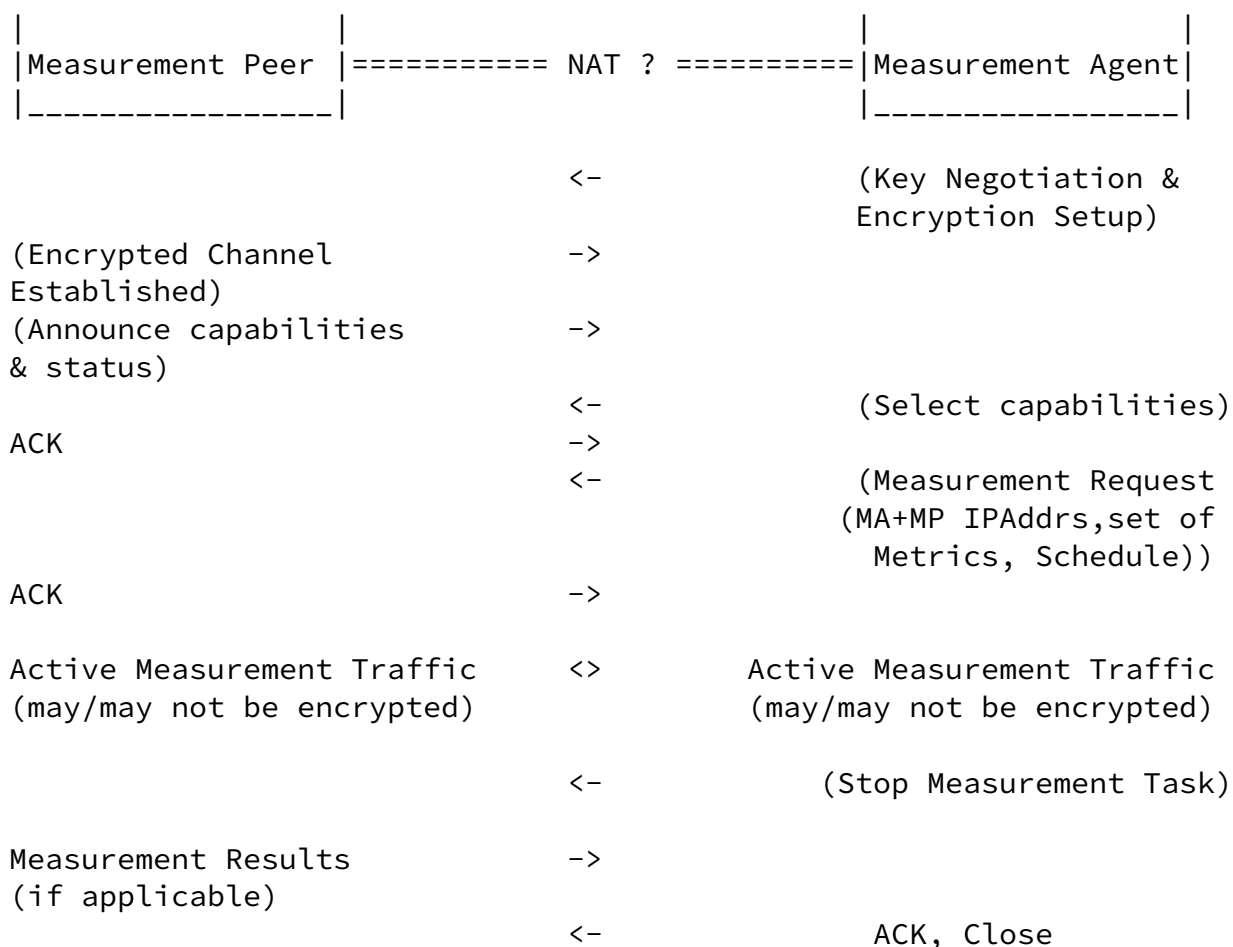 |                 |                             |                 |
|Measurement Peer |=========== NAT ? ==========|Measurement Agent|
|_________________|                             |_________________|
<-              (Key Negotiation &
Encryption Setup)
(Encrypted Channel             ->
Established)
(Announce capabilities         ->
& status)
<-              (Select capabilities)
ACK                            ->
<-              (Measurement Request
(MA+MP IPAddrs,set of
Metrics, Schedule))
ACK                            ->
Active Measurement Traffic     <>        Active Measurement Traffic
(may/may not be encrypted)               (may/may not be encrypted)
<-            (Stop Measurement Task)
Measurement Results            ->
(if applicable)
<-               ACK, Close